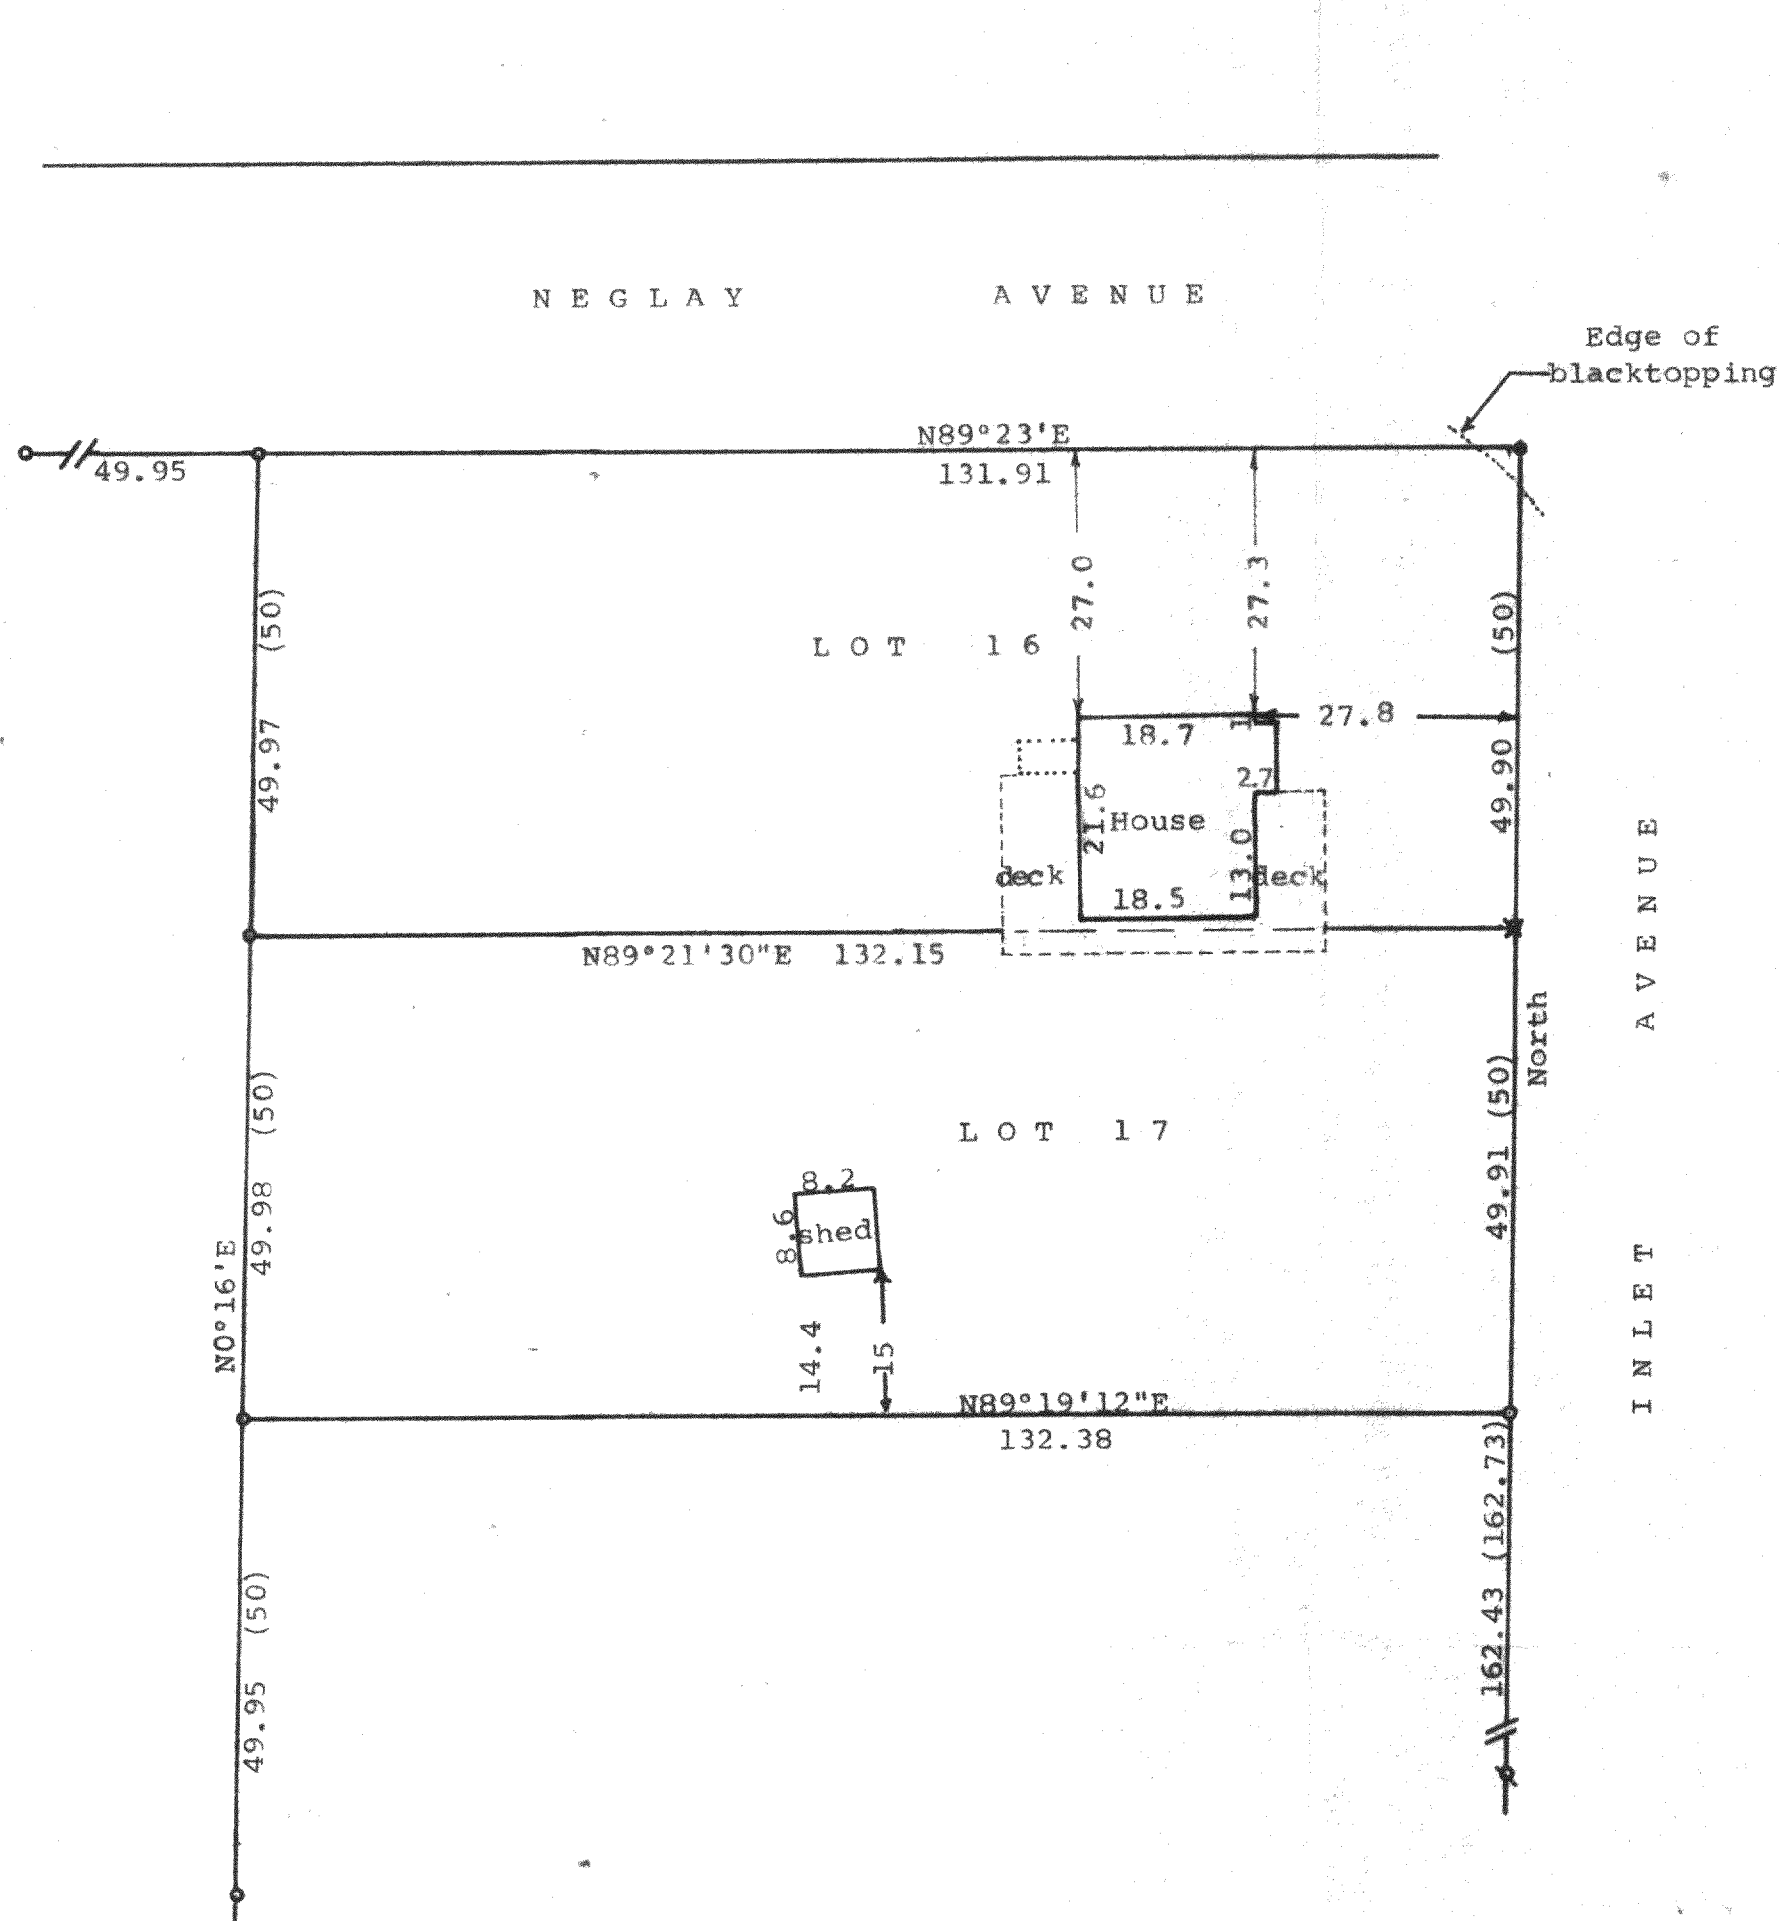 NEGLAY AVENUE
Edge of
blacktopping
N89°23'E
49.95
131.91
27.0
27.3
(50)
49.97
(50)
49.90
LOT 16
27.8
18.7
1
2.7
21.6
House
13.0
deck
deck
18.5
N89°21'30"E 132.15
North
INLET AVENUE
(50)
49.98
N0°16'E
49.91 (50)
LOT 17
8.2
8.6
shed
14.4
15
N89°19'12"E
132.38
162.43 (162.73)
49.95 (50)